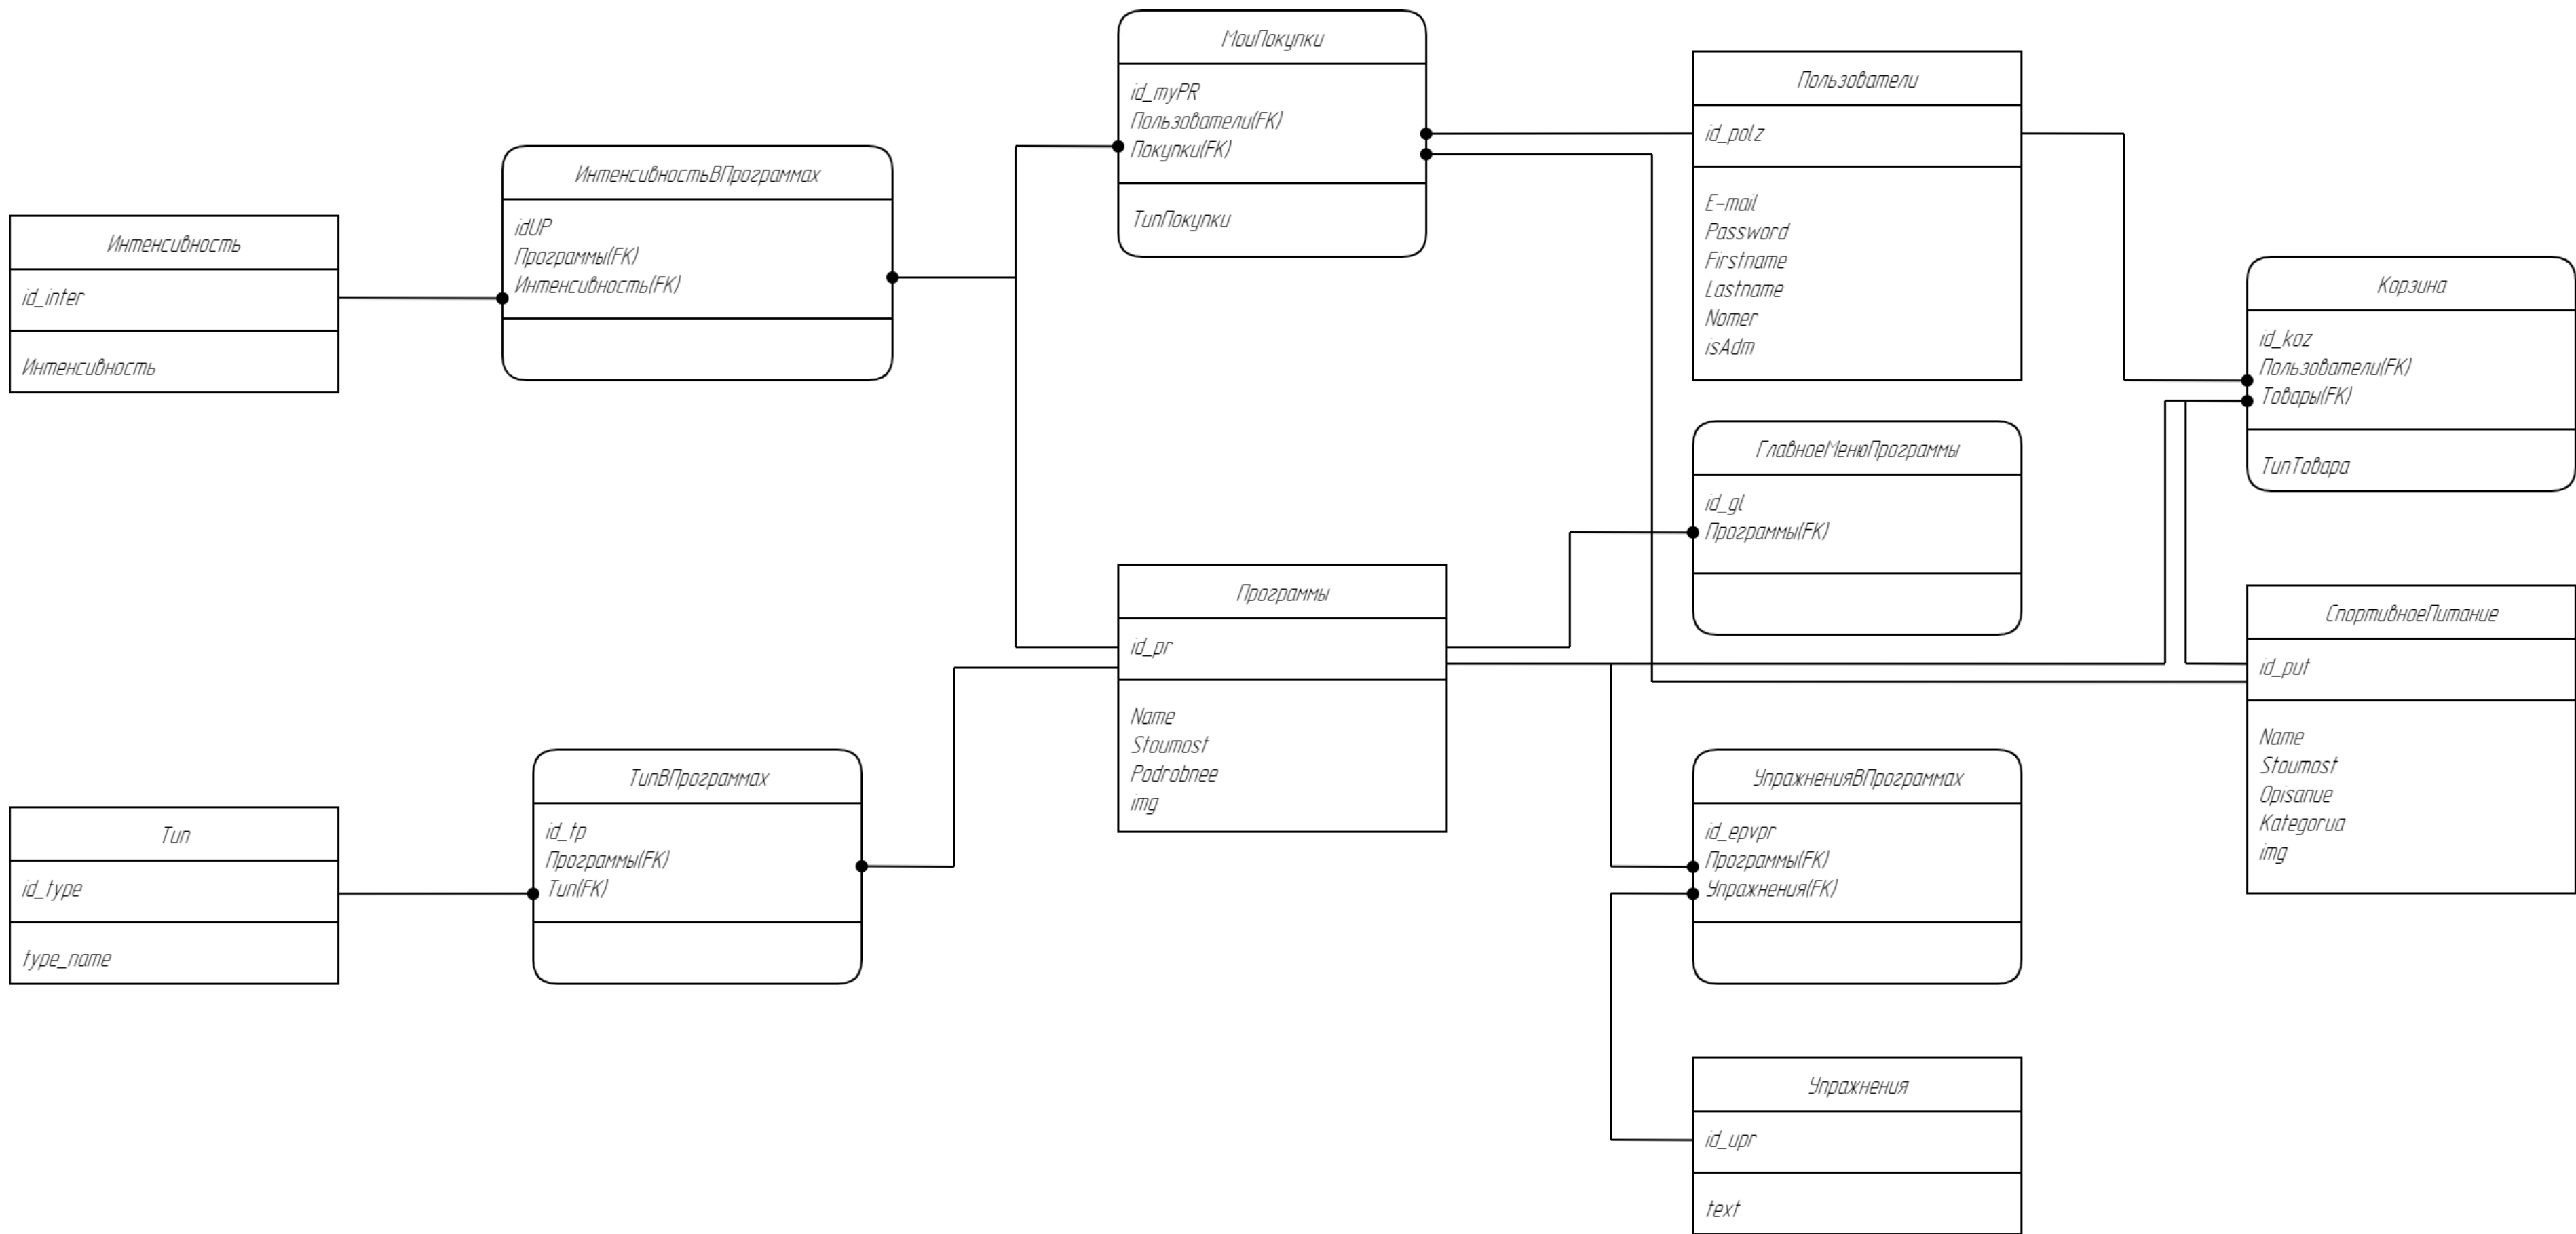 МоиПокупки
id_myPR
Пользователи(FK)
Покупки(FK)
ТипПокупки
Пользователи
id_polz
E-mail
Password
Firstname
Lastname
Nomer
isAdm
ИнтенсивностьВПрограммах
idUP
Программы(FK)
Интенсивность(FK)
Интенсивность
id_inter
Интенсивность
Корзина
id_koz
Пользователи(FK)
Товары(FK)
ТипТовара
ГлавноеМенюПрограммы
id_gl
Программы(FK)
Программы
id_pr
Name
Stoumost
Podrobnee
img
СпортивноеПитание
id_put
Name
Stoumost
Opisanue
Kategorua
img
ТипВПрограммах
id_tp
Программы(FK)
Тип(FK)
УпражненияВПрограммах
id_epvpr
Программы(FK)
Упражнения(FK)
Тип
id_type
type_name
Упражнения
id_upr
text